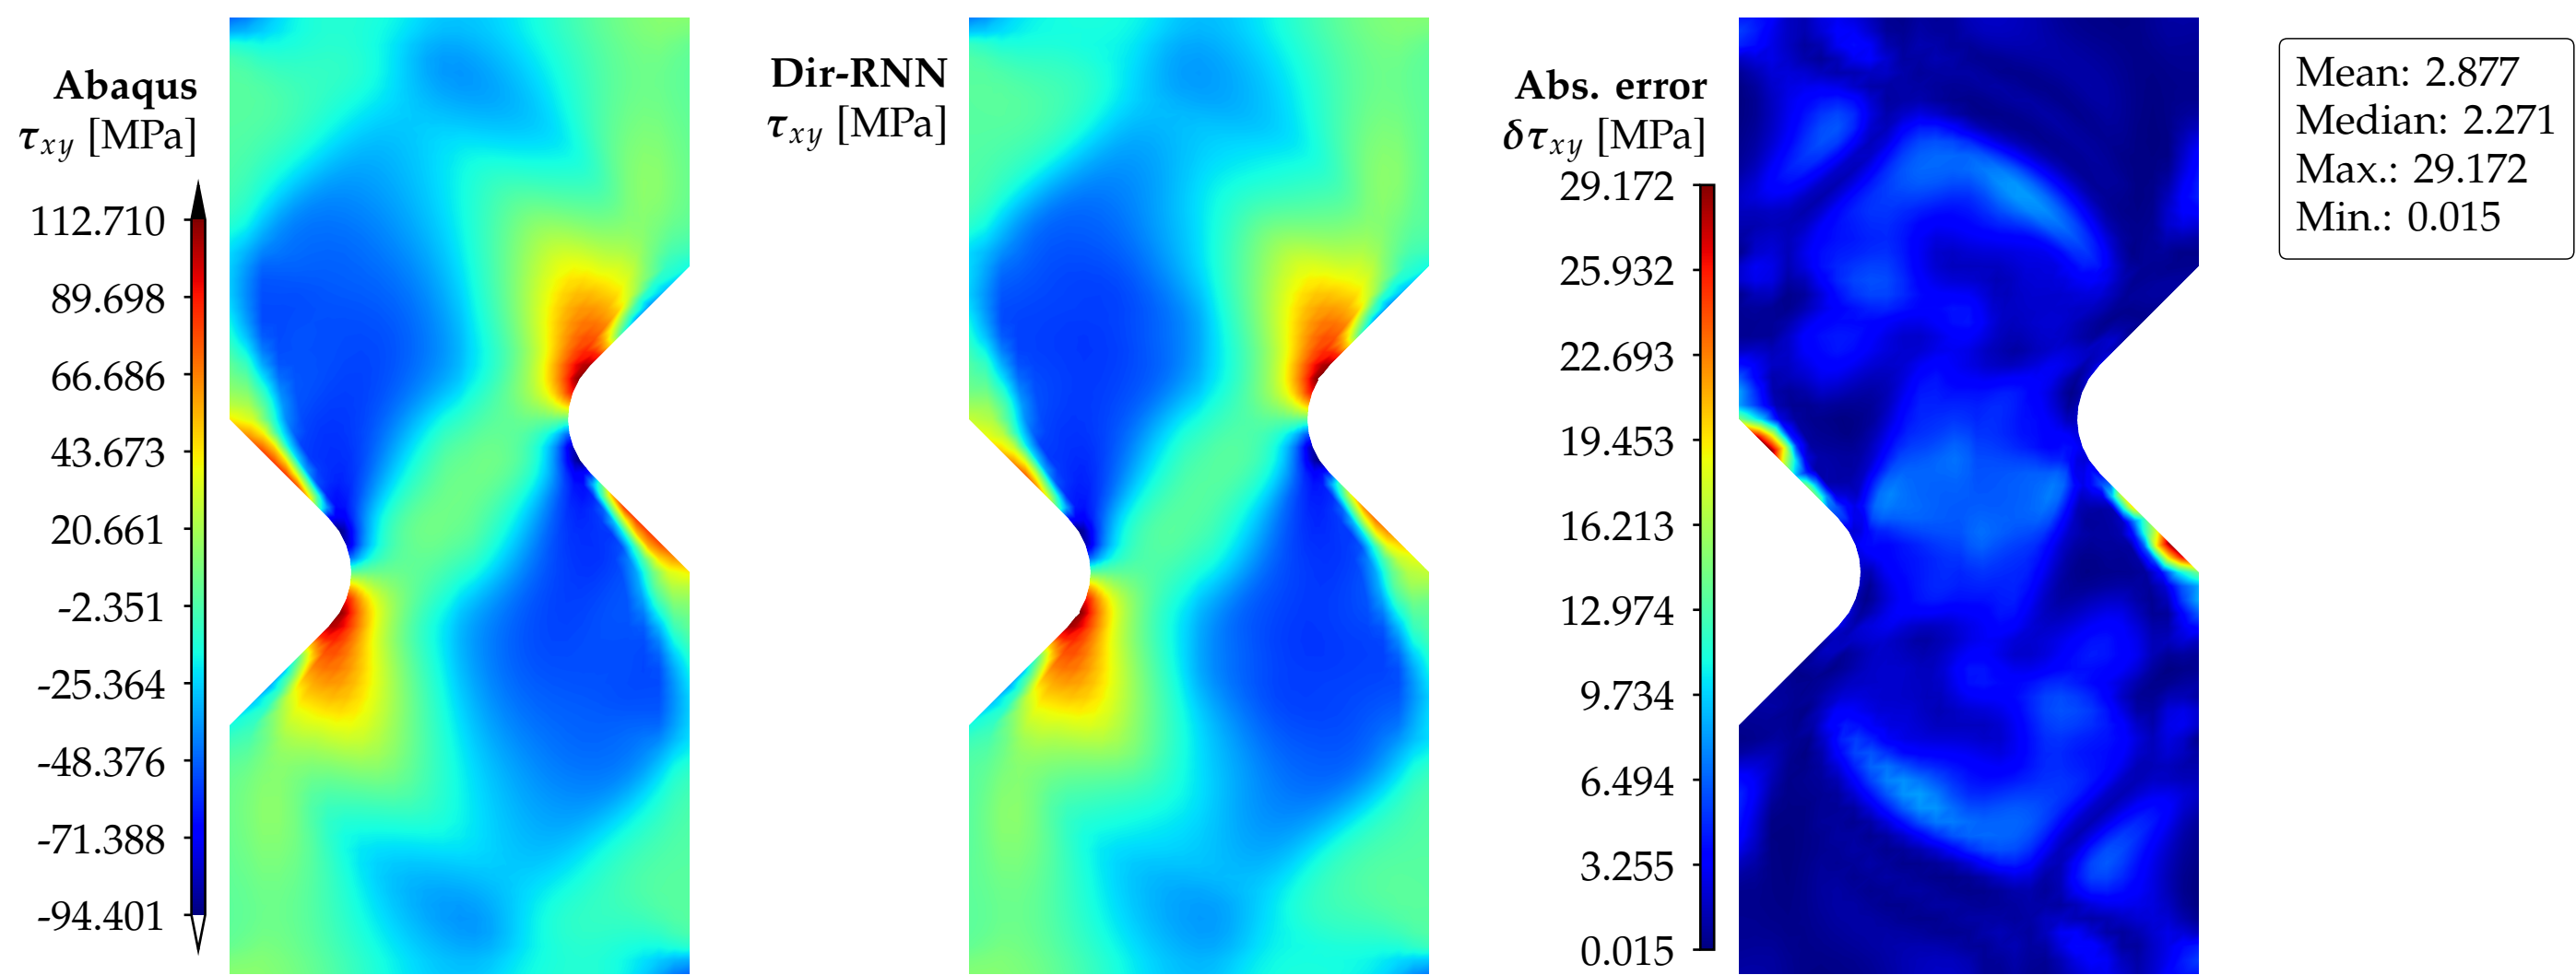 Abaqus
τxy [MPa]
112.710
89.698
66.686
43.673
20.661
-2.351
-25.364
-48.376
-71.388
-94.401
Dir-RNN
τxy [MPa]
Abs. error
δτxy [MPa]
29.172
25.932
22.693
19.453
16.213
12.974
9.734
6.494
3.255
0.015
Mean: 2.877
Median: 2.271
Max.: 29.172
Min.: 0.015